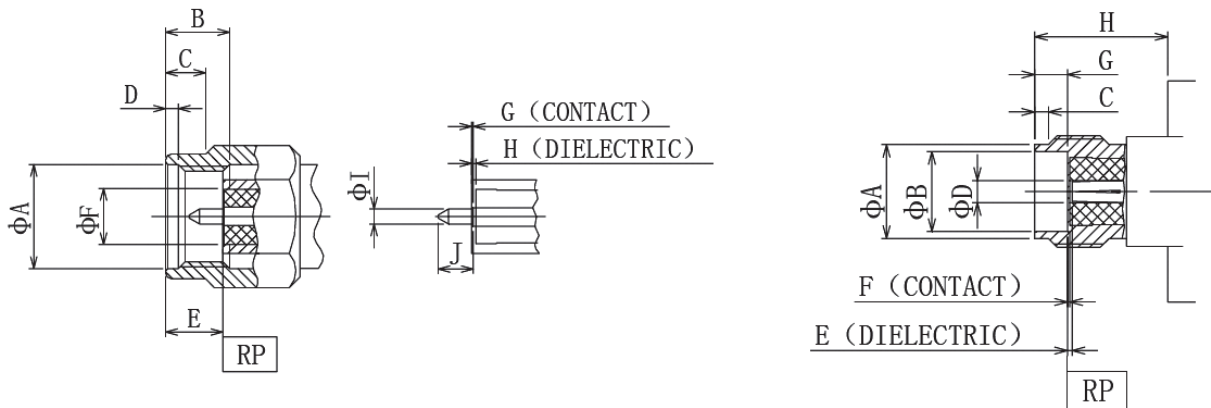 B
C
D
G (CONTACT)
H (DIELECTRIC)
φA
φF
φI
J
E
RP
H
G
C
φA
φB
φD
F (CONTACT)
E (DIELECTRIC)
RP